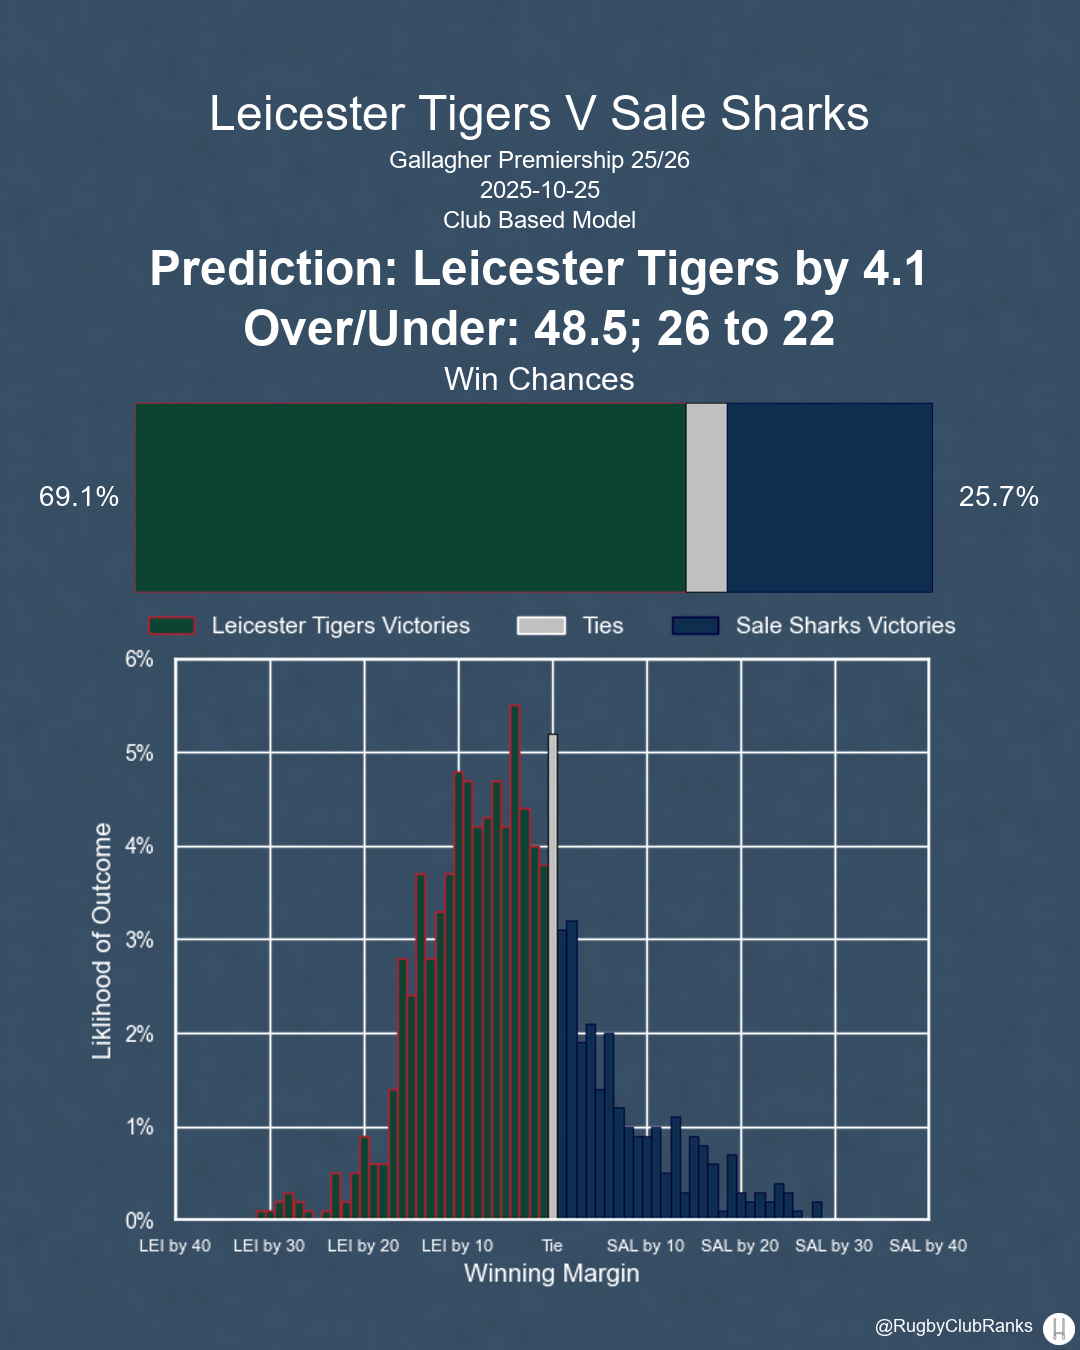 Leicester Tigers V Sale Sharks
Gallagher Premiership 25/26
2025-10-25
Club Based Model
Prediction: Leicester Tigers by 4.1
Over/Under: 48.5; 26 to 22
Win Chances
69.1%
25.7%
Leicester Tigers Victories
Ties
Sale Sharks Victories
6%
5%
4%
3%
2%
1%
0%
Liklihood of Outcome
LEI by 40
LEI by 30
LEI by 20
LEI by 10
Tie
SAL by 10
SAL by 20
SAL by 30
SAL by 40
Winning Margin
@RugbyClubRanks